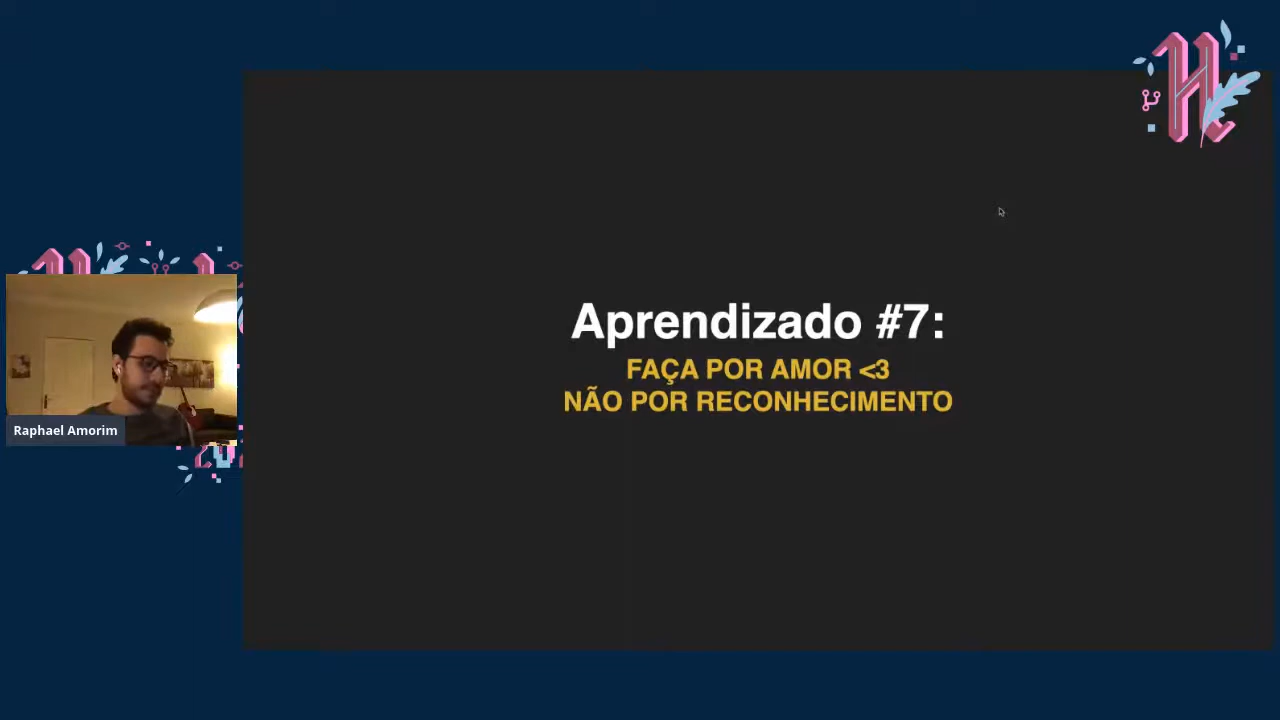 Aprendizado #7:
FAÇA POR AMOR <3
NÃO POR RECONHECIMENTO
Raphael Amorim
H